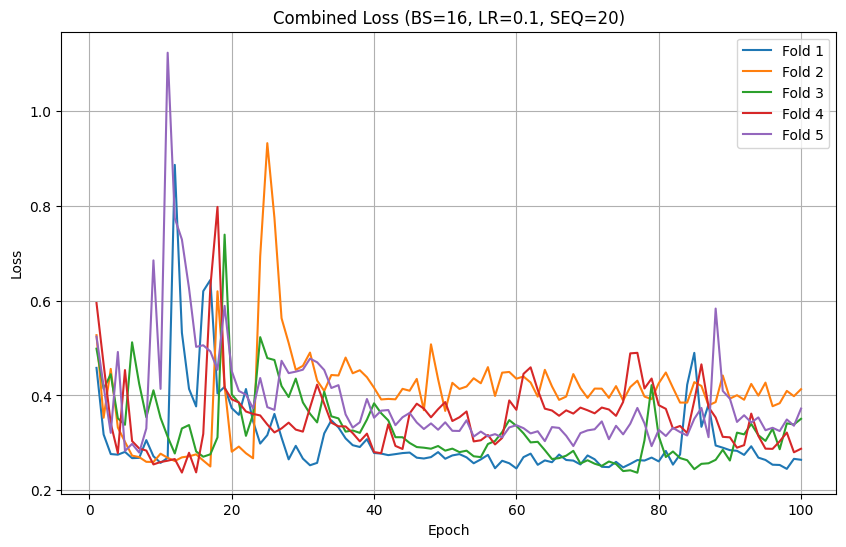 Combined Loss (BS=16, LR=0.1, SEQ=20)
Fold 1
Fold 2
Fold 3
Fold 4
Fold 5
1.0
0.8
0.6
0.4
0.2
Loss
0 20 40 60 80 100
Epoch